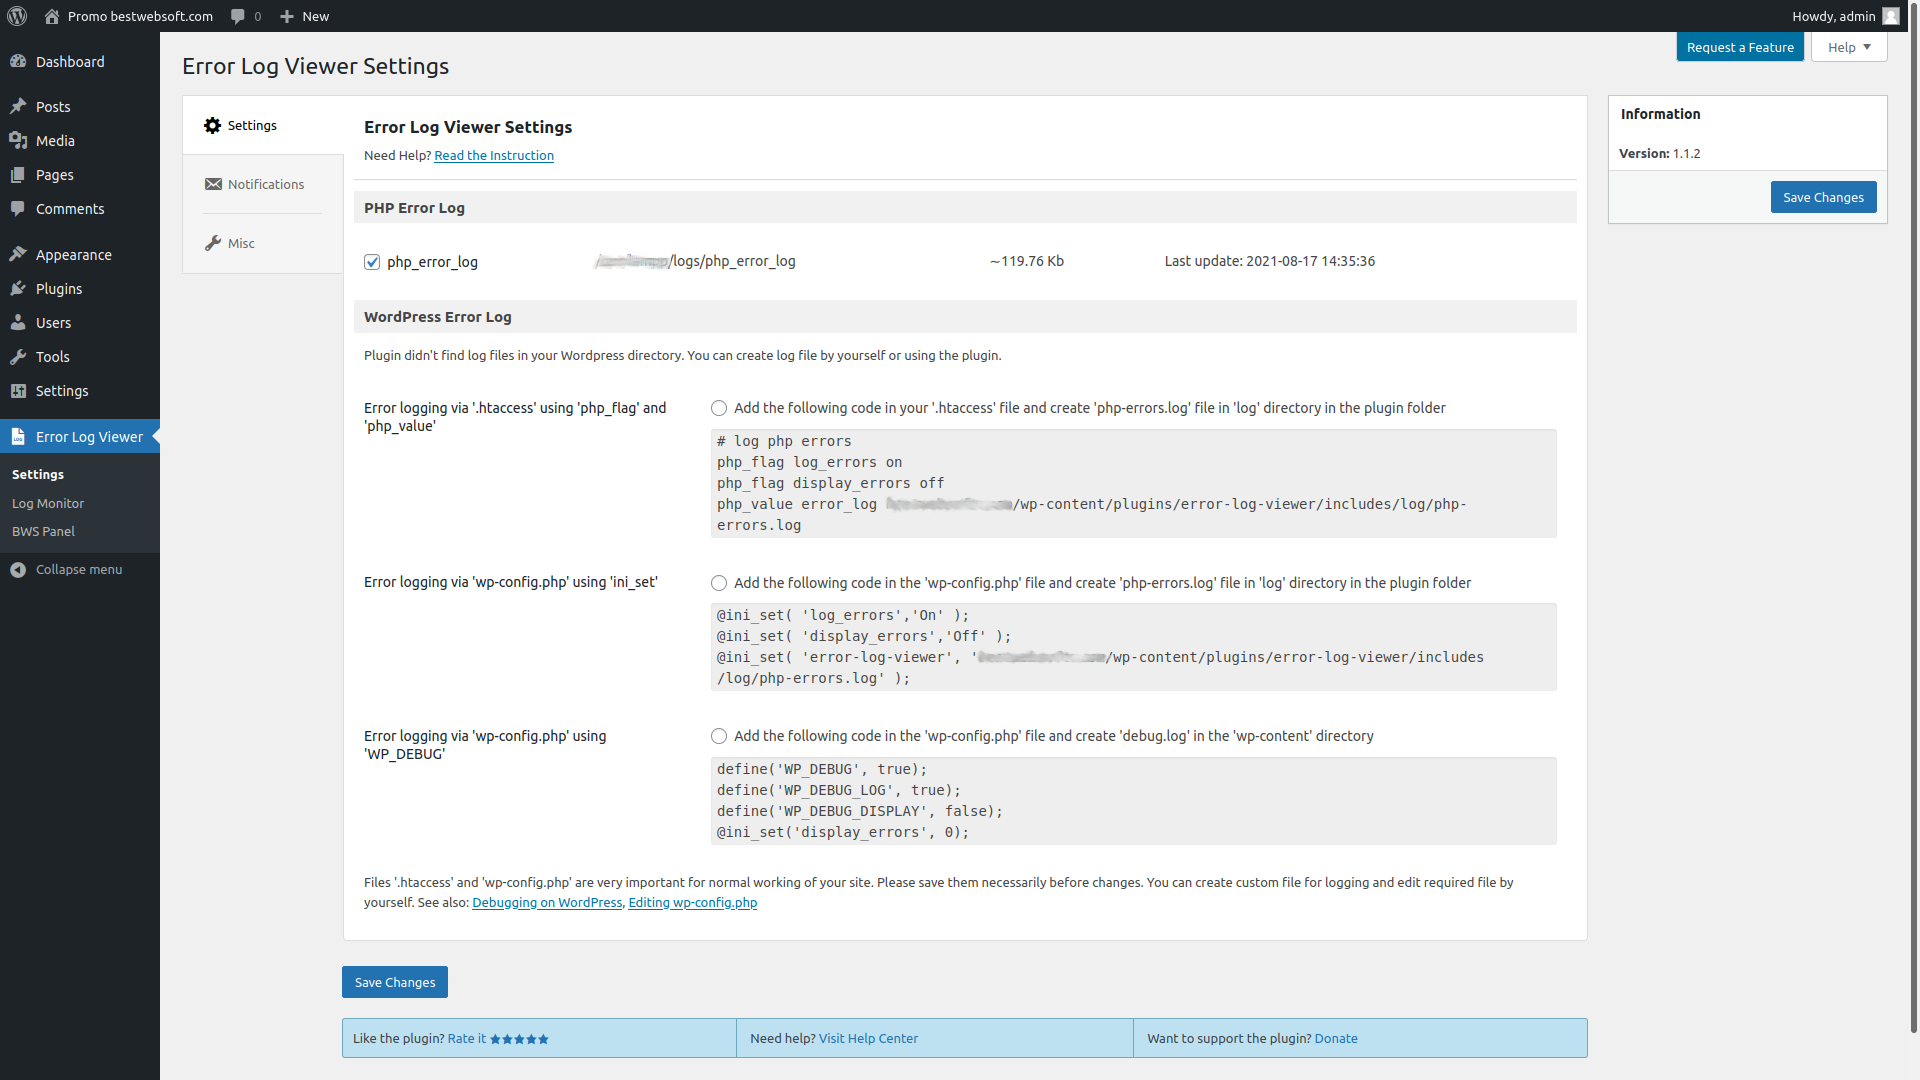 Promo bestwebsoft.com 0 New Howdy, admin
Request a Feature Help
Error Log Viewer Settings
Dashboard
Posts
Media
Pages
Comments
Appearance
Plugins
Users
Tools
Settings
Error Log Viewer
Settings
Log Monitor
BWS Panel
Collapse menu
Settings
Notifications
Misc
Error Log Viewer Settings
Need Help? Read the Instruction
PHP Error Log
php_error_log /logs/php_error_log ~119.76 Kb Last update: 2021-08-17 14:35:36
WordPress Error Log
Plugin didn't find log files in your Wordpress directory. You can create log file by yourself or using the plugin.
Error logging via '.htaccess' using 'php_flag' and
'php_value'
Add the following code in your '.htaccess' file and create 'php-errors.log' file in 'log' directory in the plugin folder
# log php errors
php_flag log_errors on
php_flag display_errors off
php_value error_log /wp-content/plugins/error-log-viewer/includes/log/php-
errors.log
Error logging via 'wp-config.php' using 'ini_set'
Add the following code in the 'wp-config.php' file and create 'php-errors.log' file in 'log' directory in the plugin folder
@ini_set( 'log_errors','On' );
@ini_set( 'display_errors','Off' );
@ini_set( 'error-log-viewer', '/wp-content/plugins/error-log-viewer/includes
/log/php-errors.log' );
Error logging via 'wp-config.php' using
'WP_DEBUG'
Add the following code in the 'wp-config.php' file and create 'debug.log' in the 'wp-content' directory
define('WP_DEBUG', true);
define('WP_DEBUG_LOG', true);
define('WP_DEBUG_DISPLAY', false);
@ini_set('display_errors', 0);
Files '.htaccess' and 'wp-config.php' are very important for normal working of your site. Please save them necessarily before changes. You can create custom file for logging and edit required file by
yourself. See also: Debugging on WordPress, Editing wp-config.php
Save Changes
Like the plugin? Rate it ★★★★★ Need help? Visit Help Center Want to support the plugin? Donate
Information
Version: 1.1.2
Save Changes